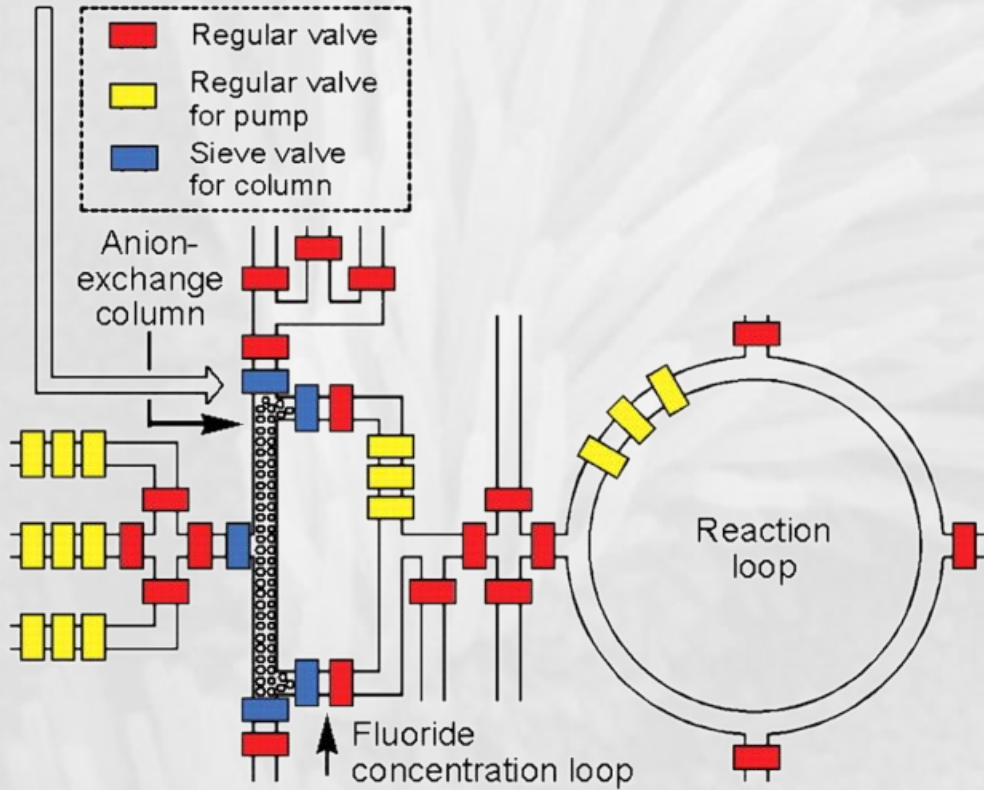 Regular valve
Regular valve
for pump
Sieve valve
for column
Anion-
exchange
column
Reaction
loop
Fluoride
concentration loop